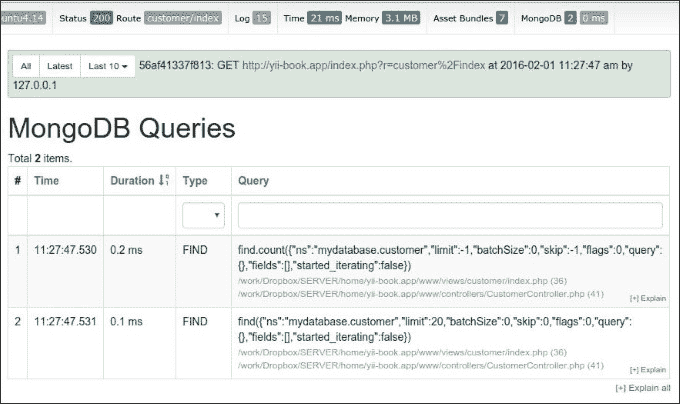 untu4.14 Status 200 Route customer/index Log 15 Time 21 ms Memory 3.1 MB Asset Bundles 7 MongoDB 2 0 ms
All Latest Last 10 56af41337f813: GET http://yii-book.app/index.php?r=customer%2Findex at 2016-02-01 11:27:47 am by
127.0.0.1
MongoDB Queries
Total 2 items.
# Time Duration Type Query
1 11:27:47.530 0.2 ms FIND find.count({"ns":"mydatabase.customer","limit":-1,"batchSize":0,"skip":-1,"flags":0,"query":
{},"fields":[],"started_iterating":false})
/work/Dropbox/SERVER/home/yii-book.app/www/views/customer/index.php (36)
/work/Dropbox/SERVER/home/yii-book.app/www/controllers/CustomerController.php (41)
[+] Explain
2 11:27:47.531 0.1 ms FIND find({"ns":"mydatabase.customer","limit":20,"batchSize":0,"skip":0,"flags":0,"query":
{},"fields":[],"started_iterating":false})
/work/Dropbox/SERVER/home/yii-book.app/www/views/customer/index.php (36)
/work/Dropbox/SERVER/home/yii-book.app/www/controllers/CustomerController.php (41)
[+] Explain
[+] Explain all